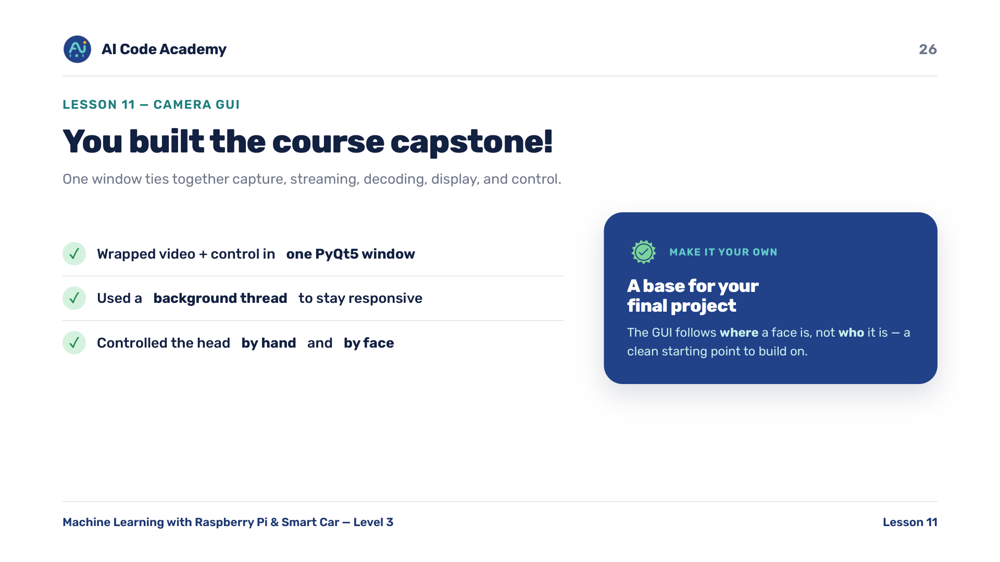 AI Code Academy
26
LESSON 11 — CAMERA GUI
You built the course capstone!
One window ties together capture, streaming, decoding, display, and control.
Wrapped video + control in one PyQt5 window
Used a background thread to stay responsive
Controlled the head by hand and by face
MAKE IT YOUR OWN
A base for your
final project
The GUI follows where a face is, not who it is — a
clean starting point to build on.
Machine Learning with Raspberry Pi & Smart Car — Level 3
Lesson 11